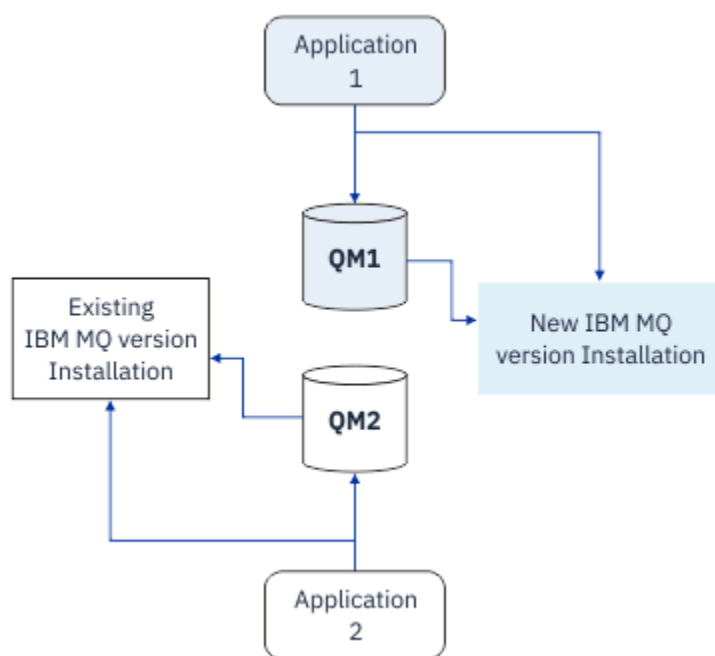 Application
1
QM1
Existing
IBM MQ version
Installation
New IBM MQ
version Installation
QM2
Application
2